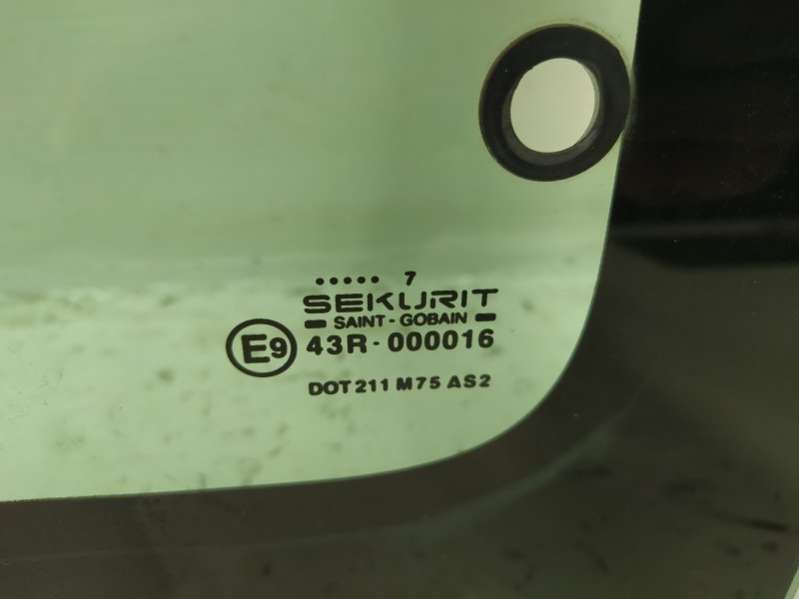 ..... 7
SEKURIT
SAINT-GOBAIN
E9 43R-000016
DOT 211 M75 AS2